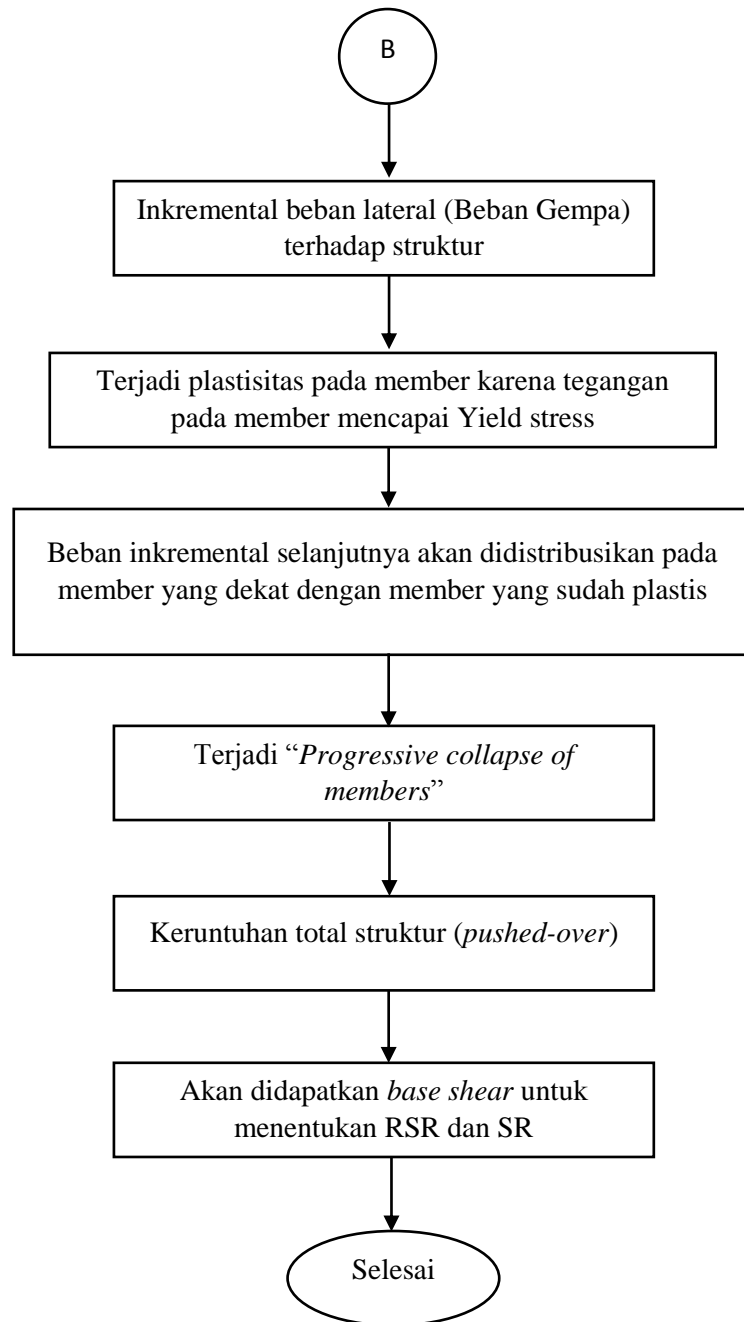 B
Inkremental beban lateral (Beban Gempa)
terhadap struktur
Terjadi plastisitas pada member karena tegangan
pada member mencapai Yield stress
Beban inkremental selanjutnya akan didistribusikan pada
member yang dekat dengan member yang sudah plastis
Terjadi “Progressive collapse of
members”
Keruntuhan total struktur (pushed-over)
Akan didapatkan base shear untuk
menentukan RSR dan SR
Selesai